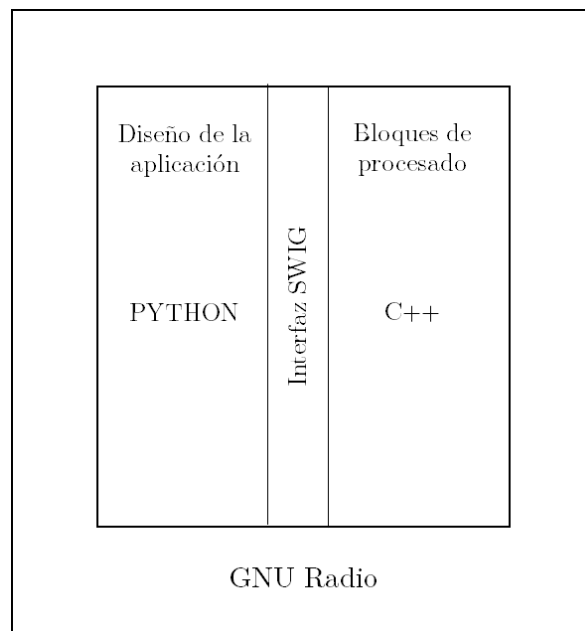 Diseño de la
aplicación
PYTHON
Interfaz SWIG
Bloques de
procesado
C++
GNU Radio